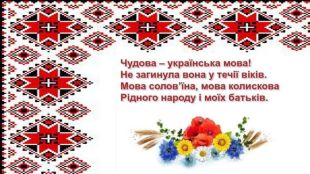 Чудова – українська мова!
Не загинула вона у течії віків.
Мова солов’їна, мова колискова
Рідного народу і моїх батьків.